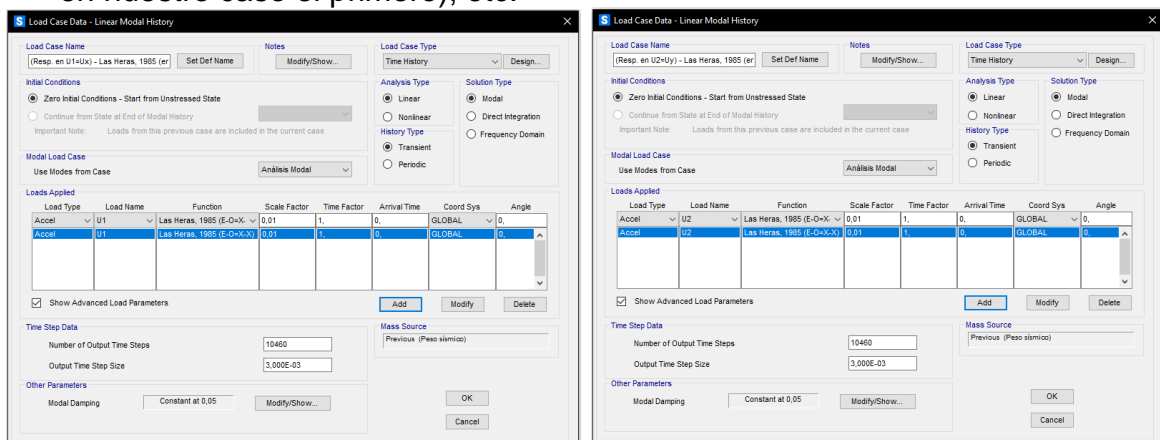 en nuestro caso el primero), etc.
Load Case Data - Linear Modal History
Load Case Name
Notes
Load Case Type
(Resp. en U1=Ux) - Las Heras, 1985 (er
Set Def Name
Modify/Show...
Time History
Design...
Initial Conditions
Analysis Type
Solution Type
Zero Initial Conditions - Start from Unstressed State
Linear
Modal
Continue from State at End of Modal History
Nonlinear
Direct Integration
Important Note: Loads from this previous case are included in the current case
History Type
Frequency Domain
Transient
Modal Load Case
Periodic
Use Modes from Case
Análisis Modal
Loads Applied
Load Type Load Name Function Scale Factor Time Factor Arrival Time Coord Sys Angle
Accel U1 Las Heras, 1985 (E-O=X- 0,01 1, 0, GLOBAL 0,
Accel U1 Las Heras, 1985 (E-O=X-X) 0,01 1, 0, GLOBAL 0,
Show Advanced Load Parameters
Add
Modify
Delete
Time Step Data
Mass Source
Number of Output Time Steps
10460
Previous (Peso sísmico)
Output Time Step Size
3,000E-03
Other Parameters
Modal Damping
Constant at 0,05
Modify/Show...
OK
Cancel
Load Case Data - Linear Modal History
Load Case Name
Notes
Load Case Type
(Resp. en U2=Uy) - Las Heras, 1985 (er
Set Def Name
Modify/Show...
Time History
Design...
Initial Conditions
Analysis Type
Solution Type
Zero Initial Conditions - Start from Unstressed State
Linear
Modal
Continue from State at End of Modal History
Nonlinear
Direct Integration
Important Note: Loads from this previous case are included in the current case
History Type
Frequency Domain
Transient
Modal Load Case
Periodic
Use Modes from Case
Análisis Modal
Loads Applied
Load Type Load Name Function Scale Factor Time Factor Arrival Time Coord Sys Angle
Accel U2 Las Heras, 1985 (E-O=X- 0,01 1, 0, GLOBAL 0,
Accel U2 Las Heras, 1985 (E-O=X-X) 0,01 1, 0, GLOBAL 0,
Show Advanced Load Parameters
Add
Modify
Delete
Time Step Data
Mass Source
Number of Output Time Steps
10460
Previous (Peso sísmico)
Output Time Step Size
3,000E-03
Other Parameters
Modal Damping
Constant at 0,05
Modify/Show...
OK
Cancel